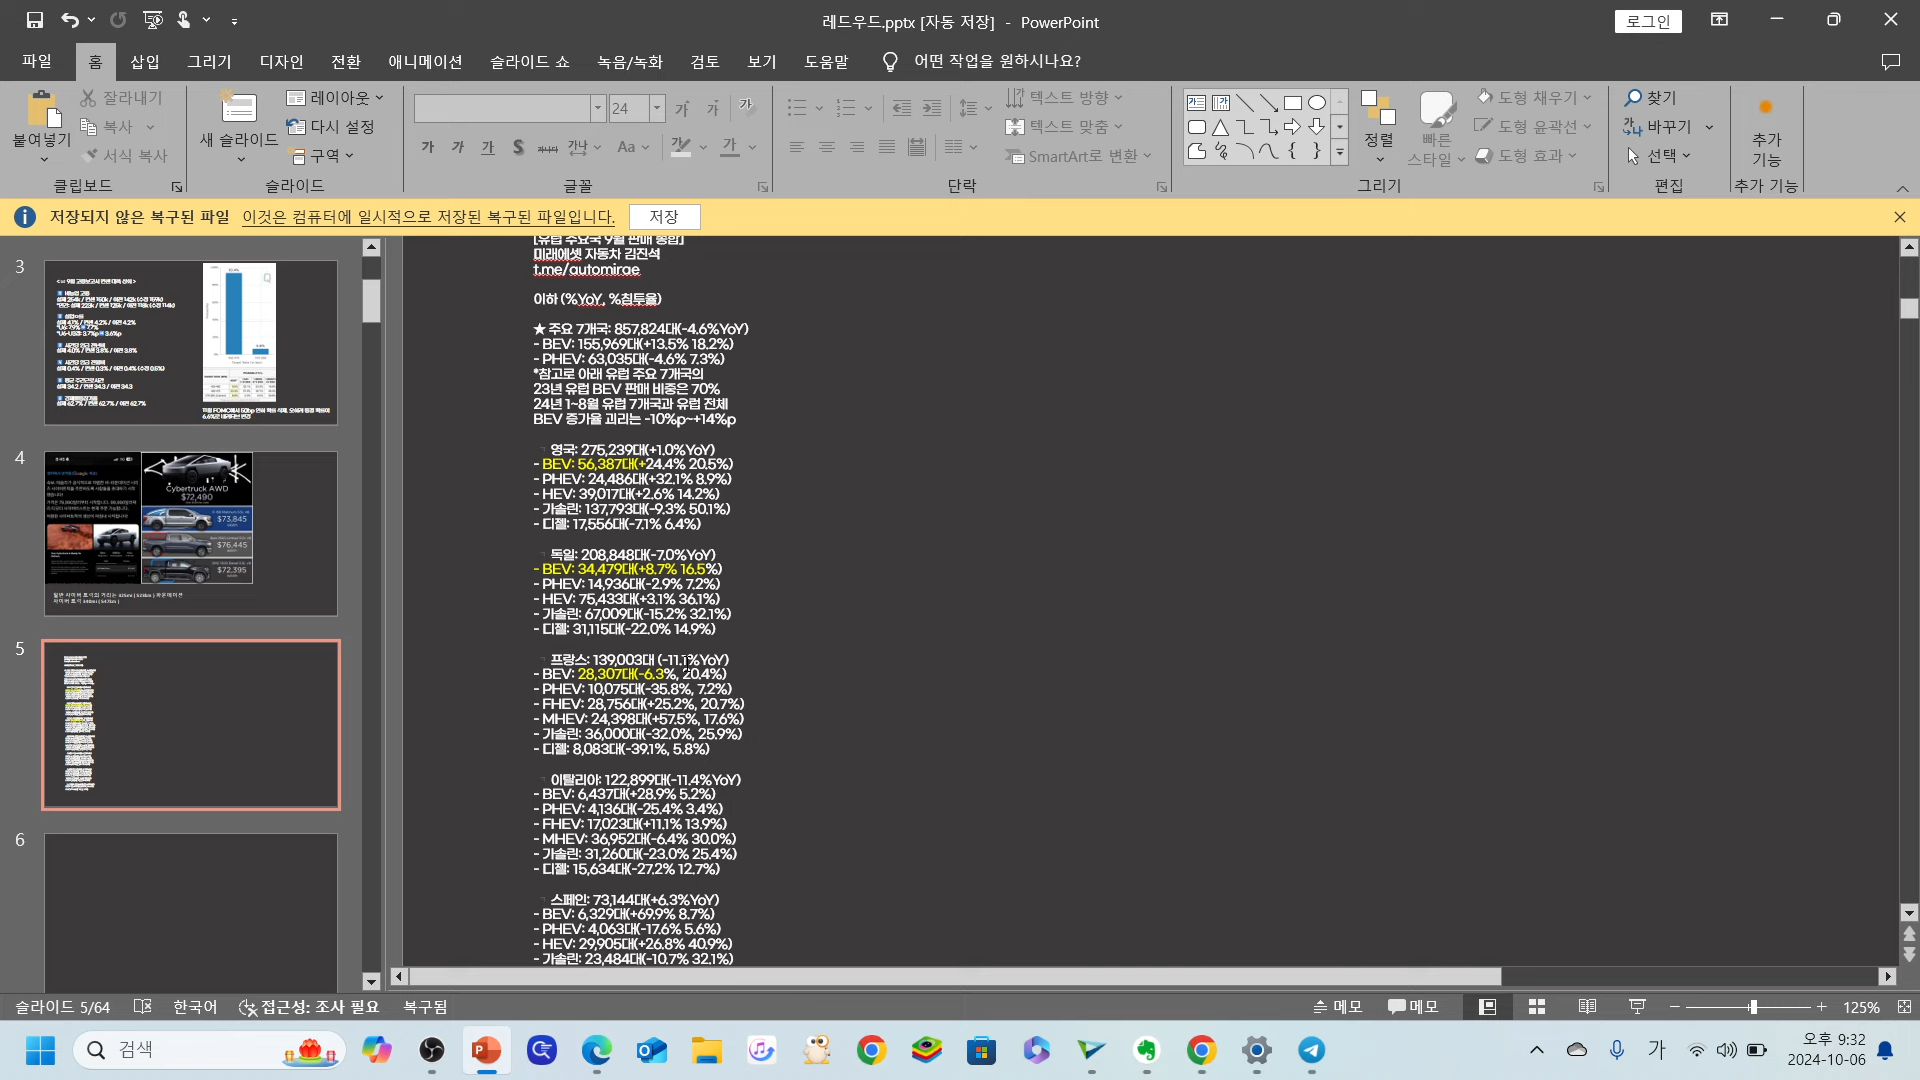 레드우드.pptx [자동 저장] - PowerPoint
로그인
파일 홈 삽입 그리기 디자인 전환 애니메이션 슬라이드 쇼 녹음/녹화 검토 보기 도움말 어떤 작업을 원하시나요?
붙여넣기
잘라내기
복사
서식 복사
클립보드
새 슬라이드
레이아웃
다시 설정
구역
슬라이드
24
글꼴
텍스트 방향
텍스트 맞춤
SmartArt로 변환
단락
정렬
빠른 스타일
도형 채우기
도형 윤곽선
도형 효과
그리기
찾기
바꾸기
선택
편집
추가 기능
추가 기능
저장되지 않은 복구된 파일 이것은 컴퓨터에 일시적으로 저장된 복구된 파일입니다. 저장
3
4
Cybertruck AWD
$72,490
$73,845
$76,445
$72,395
5
6
[유럽 주요국 9월 판매 종합]
미래에셋 자동차 김진석
t.me/automirae
이하 (%YoY, %침투율)
★ 주요 7개국: 857,824대(-4.6%YoY)
- BEV: 155,969대(+13.5% 18.2%)
- PHEV: 63,035대(-4.6% 7.3%)
*참고로 아래 유럽 주요 7개국의
23년 유럽 BEV 판매 비중은 70%
24년 1~8월 유럽 7개국과 유럽 전체
BEV 증가율 괴리는 -10%p~+14%p
영국: 275,239대(+1.0%YoY)
- BEV: 56,387대(+24.4% 20.5%)
- PHEV: 24,486대(+32.1% 8.9%)
- HEV: 39,017대(+2.6% 14.2%)
- 가솔린: 137,793대(-9.3% 50.1%)
- 디젤: 17,556대(-7.1% 6.4%)
독일: 208,848대(-7.0%YoY)
- BEV: 34,479대(+8.7% 16.5%)
- PHEV: 14,936대(-2.9% 7.2%)
- HEV: 75,433대(+3.1% 36.1%)
- 가솔린: 67,009대(-15.2% 32.1%)
- 디젤: 31,115대(-22.0% 14.9%)
프랑스: 139,003대 (-11.1%YoY)
- BEV: 28,307대(-6.3%, 20.4%)
- PHEV: 10,075대(-35.8%, 7.2%)
- FHEV: 28,756대(+25.2%, 20.7%)
- MHEV: 24,398대(+57.5%, 17.6%)
- 가솔린: 36,000대(-32.0%, 25.9%)
- 디젤: 8,083대(-39.1%, 5.8%)
이탈리아: 122,899대(-11.4%YoY)
- BEV: 6,437대(+28.9% 5.2%)
- PHEV: 4,136대(-25.4% 3.4%)
- FHEV: 17,023대(+11.1% 13.9%)
- MHEV: 36,952대(-6.4% 30.0%)
- 가솔린: 31,260대(-23.0% 25.4%)
- 디젤: 15,634대(-27.2% 12.7%)
스페인: 73,144대(+6.3%YoY)
- BEV: 6,329대(+69.9% 8.7%)
- PHEV: 4,063대(-17.6% 5.6%)
- HEV: 29,905대(+26.8% 40.9%)
- 가솔린: 23,484대(-10.7% 32.1%)
슬라이드 5/64 한국어 접근성: 조사 필요 복구됨 메모 메모 125%
검색
가
오후 9:32
2024-10-06